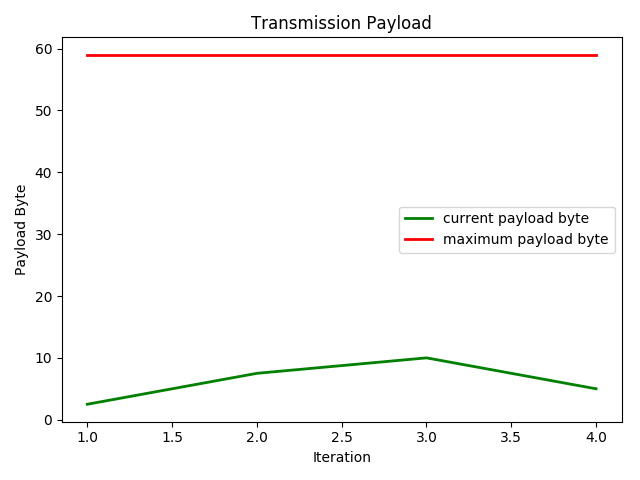 Transmission Payload
Payload Byte
60
50
40
30
20
10
0
current payload byte
maximum payload byte
1.0 1.5 2.0 2.5 3.0 3.5 4.0
Iteration